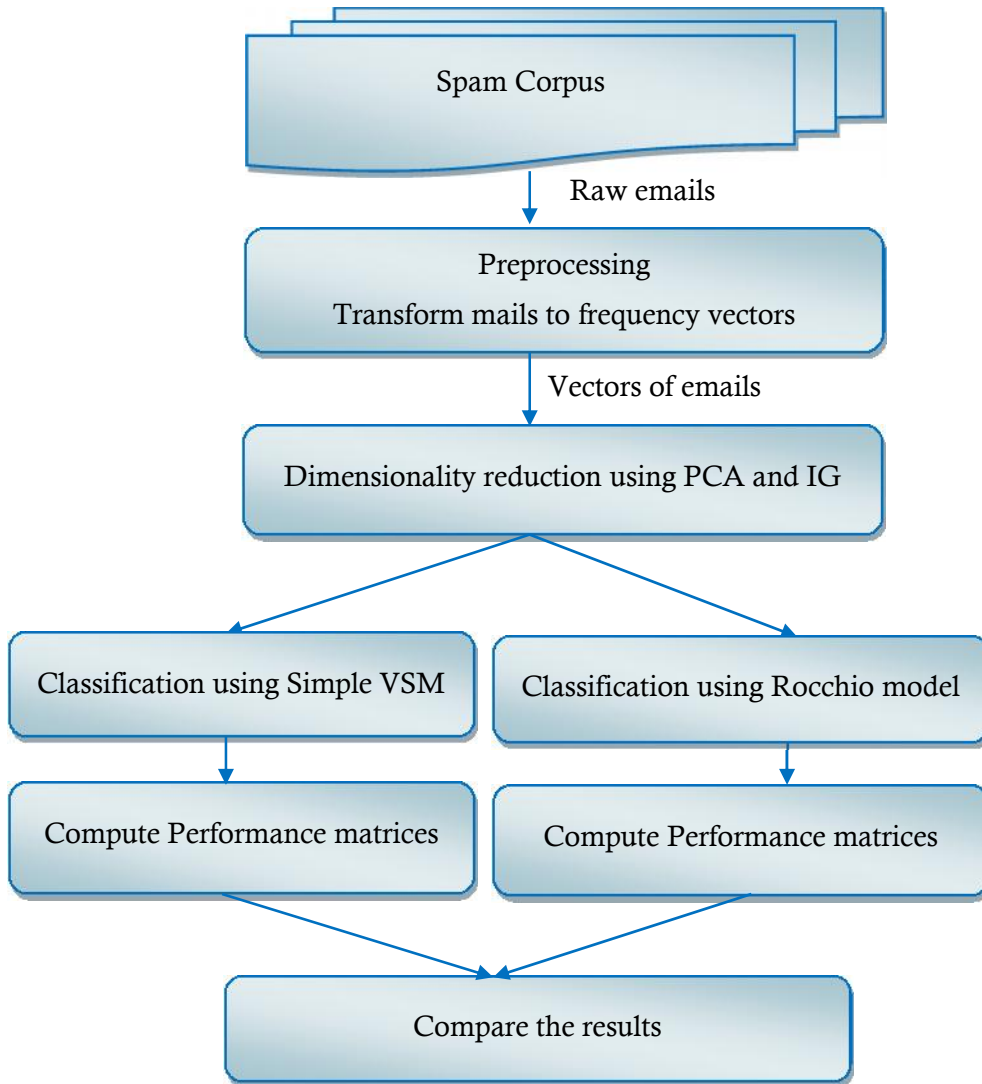 Spam Corpus
Raw emails
Preprocessing
Transform mails to frequency vectors
Vectors of emails
Dimensionality reduction using PCA and IG
Classification using Simple VSM
Classification using Rocchio model
Compute Performance matrices
Compute Performance matrices
Compare the results